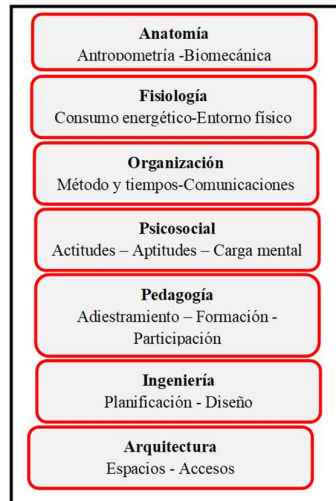 Anatomía
Antropometría -Biomecánica
Fisiología
Consumo energético-Entorno físico
Organización
Método y tiempos-Comunicaciones
Psicosocial
Actitudes – Aptitudes – Carga mental
Pedagogía
Adiestramiento – Formación -
Participación
Ingeniería
Planificación - Diseño
Arquitectura
Espacios - Accesos